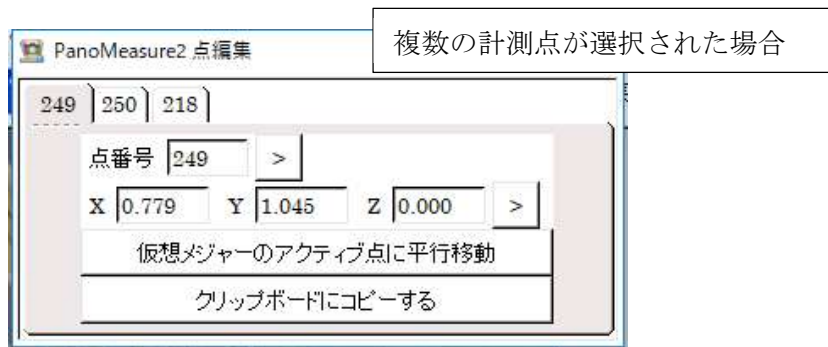 複数の計測点が選択された場合
PanoMeasure2 点編集
249 250 218
点番号 249 >
X 0.779 Y 1.045 Z 0.000 >
仮想メジャーのアクティブ点に平行移動
クリップボードにコピーする